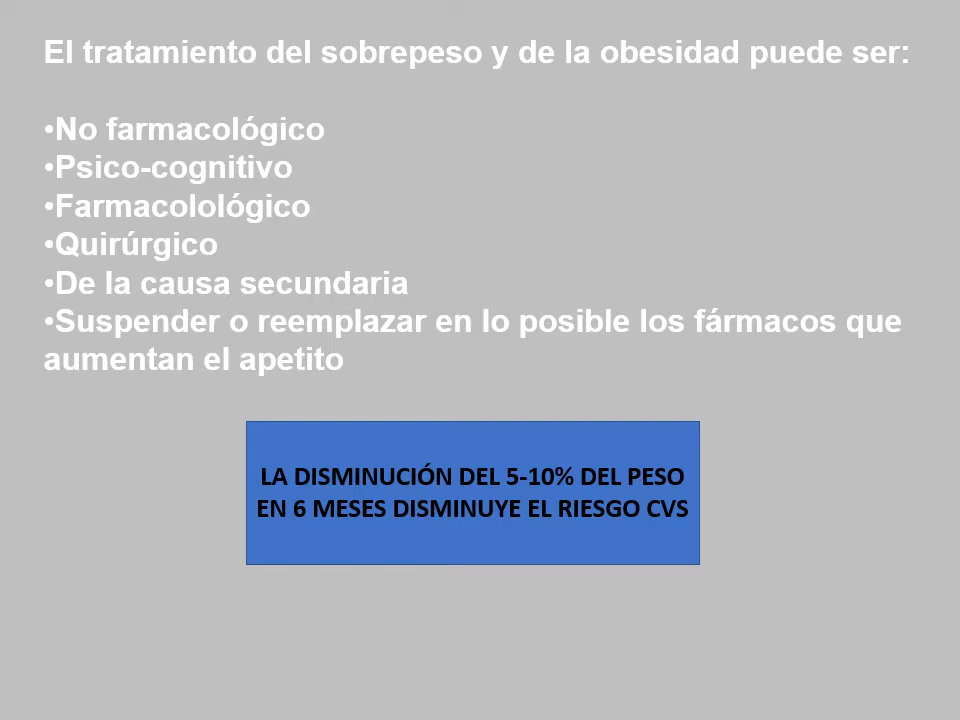 El tratamiento del sobrepeso y de la obesidad puede ser:
•No farmacológico
•Psico-cognitivo
•Farmacolológico
•Quirúrgico
•De la causa secundaria
•Suspender o reemplazar en lo posible los fármacos que
aumentan el apetito
LA DISMINUCIÓN DEL 5-10% DEL PESO
EN 6 MESES DISMINUYE EL RIESGO CVS